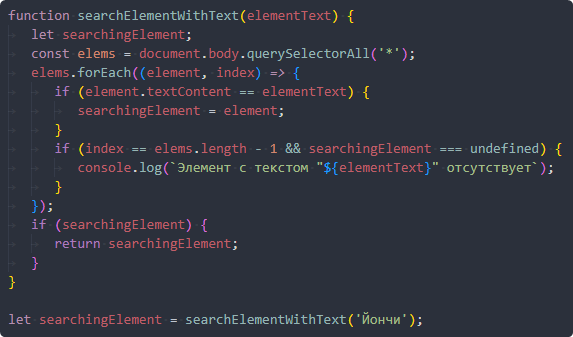 function searchElementWithText(elementText) {
let searchingElement;
const elems = document.body.querySelectorAll('*');
elems.forEach((element, index) => {
if (element.textContent == elementText) {
searchingElement = element;
}
if (index == elems.length - 1 && searchingElement === undefined) {
console.log(`Элемент с текстом "${elementText}" отсутствует`);
}
});
if (searchingElement) {
return searchingElement;
}
}
let searchingElement = searchElementWithText('Йончи');